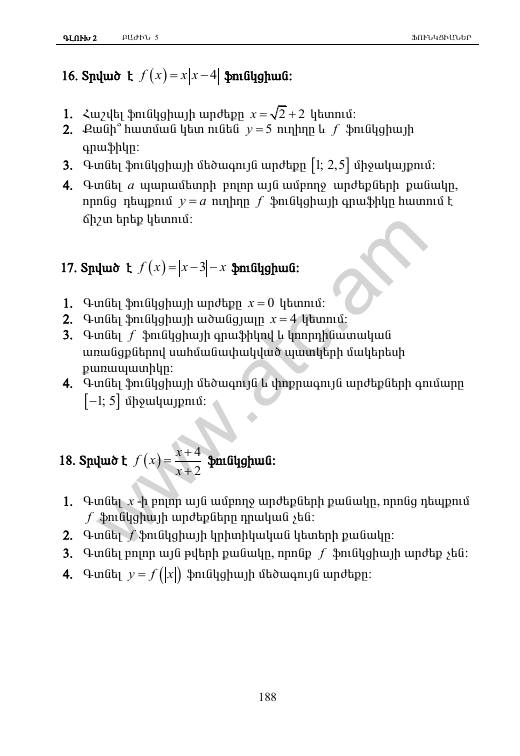 ԳԼՈՒԽ 2 ԲԱԺԻՆ 5 ՖՈՒՆԿՑԻԱՆԵՐ
16. Տրված է f(x) = x|x−4| ֆունկցիան:
1. Հաշվել ֆունկցիայի արժեքը x = √2 + 2 կետում:
2. Քանի՞ հատման կետ ունեն y = 5 ուղիղը և f ֆունկցիայի
գրաֆիկը:
3. Գտնել ֆունկցիայի մեծագույն արժեքը [1; 2,5] միջակայքում:
4. Գտնել a պարամետրի բոլոր այն ամբողջ արժեքների քանակը,
որոնց դեպքում y = a ուղիղը f ֆունկցիայի գրաֆիկը հատում է
ճիշտ երեք կետում:
17. Տրված է f(x) = |x−3| − x ֆունկցիան:
1. Գտնել ֆունկցիայի արժեքը x = 0 կետում:
2. Գտնել ֆունկցիայի ածանցյալը x = 4 կետում:
3. Գտնել f ֆունկցիայի գրաֆիկով և կոորդինատական
առանցքներով սահմանափակված պատկերի մակերեսի
քառապատիկը:
4. Գտնել ֆունկցիայի մեծագույն և փոքրագույն արժեքների գումարը
[−1; 5] միջակայքում:
18. Տրված է f(x) = (x+4)/(x+2) ֆունկցիան:
1. Գտնել x-ի բոլոր այն ամբողջ արժեքների քանակը, որոնց դեպքում
f ֆունկցիայի արժեքները դրական չեն:
2. Գտնել f ֆունկցիայի կրիտիկական կետերի քանակը:
3. Գտնել բոլոր այն թվերի քանակը, որոնք f ֆունկցիայի արժեք չեն:
4. Գտնել y = f(|x|) ֆունկցիայի մեծագույն արժեքը:
www.atc.am
188